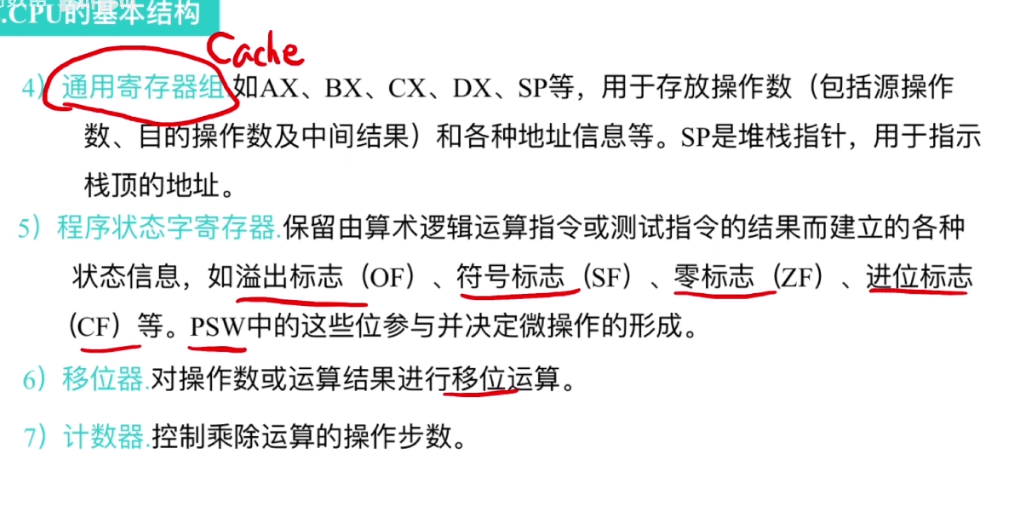 .CPU的基本结构
Cache
4）通用寄存器组.如AX、BX、CX、DX、SP等，用于存放操作
数（包括源操作
数、目的操作数及中间结果）和各种地址信息等。SP是堆栈指针，用于指示
栈顶的地址。
5）程序状态字寄存器.保留由算术逻辑运算指令或测试指令的结果而建立的各种
状态信息，如溢出标志（OF）、符号标志（SF）、零标志（ZF）、进位标志
（CF）等。PSW中的这些位参与并决定微操作的形成。
6）移位器.对操作数或运算结果进行移位运算。
7）计数器.控制乘除运算的操作步数。